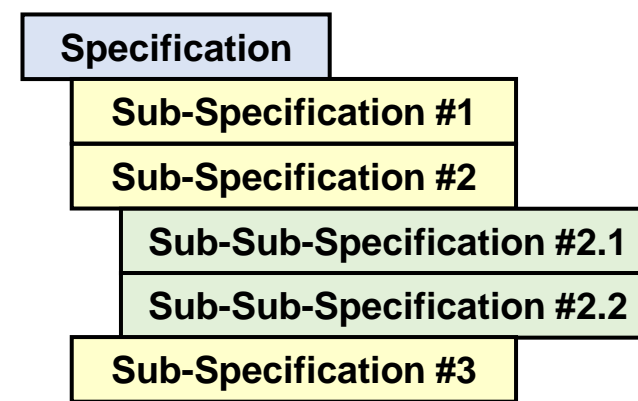 Specification
Sub-Specification #1
Sub-Specification #2
Sub-Sub-Specification #2.1
Sub-Sub-Specification #2.2
Sub-Specification #3